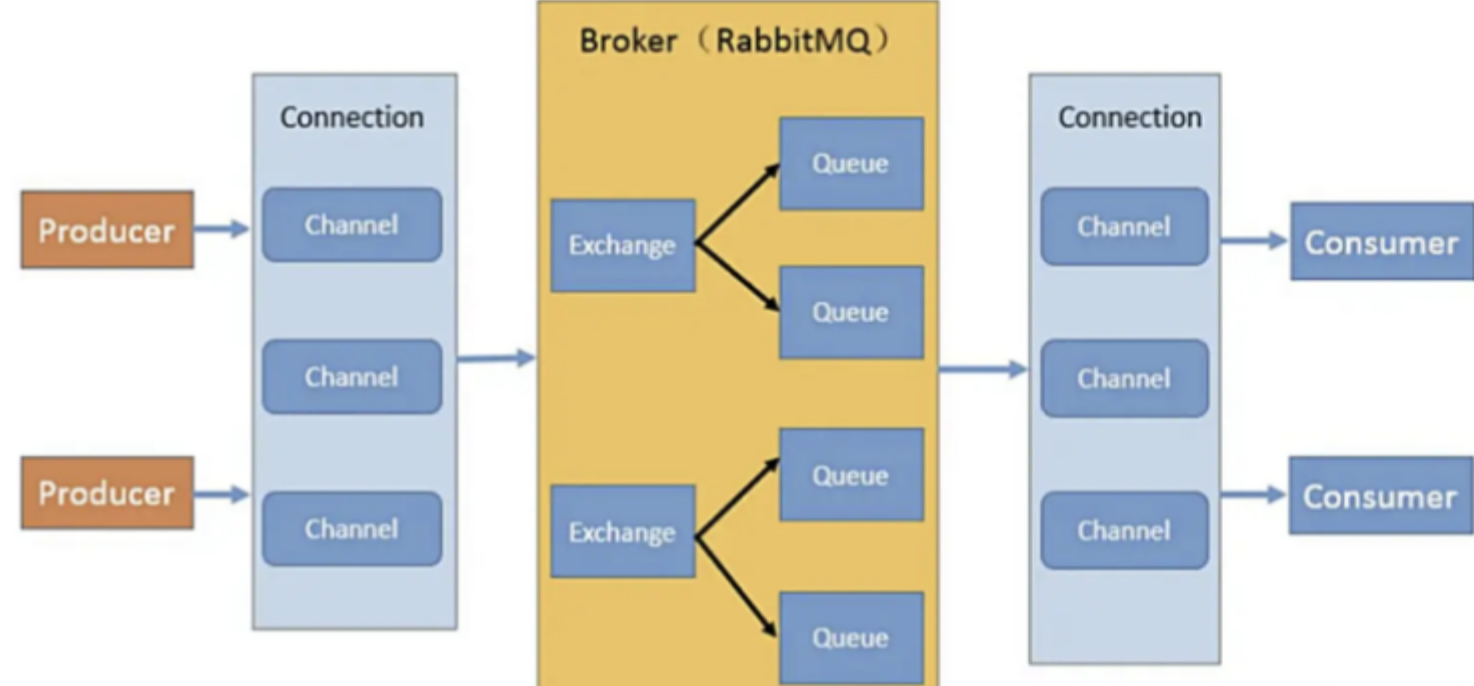 Broker（RabbitMQ）
Connection
Connection
Queue
Channel
Channel
Producer
Exchange
Consumer
Queue
Channel
Channel
Queue
Producer
Consumer
Channel
Exchange
Channel
Queue